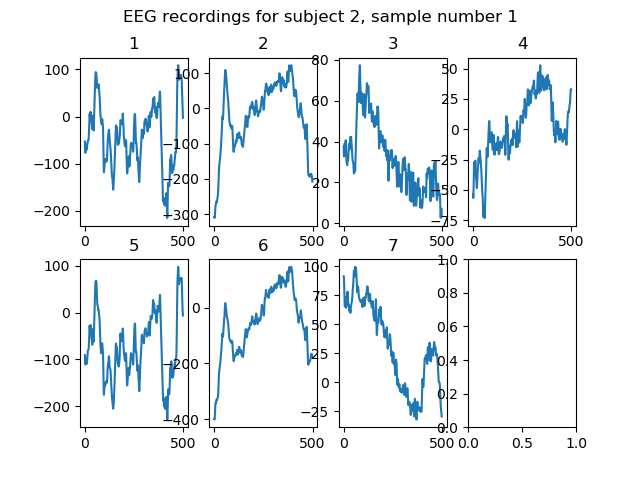 EEG recordings for subject 2, sample number 1
1 2 3 4
100 0 −100 −200
100 0 −100 −200 −300
80 60 40 20 0
50 25 0 −25 −50 −75
0 500 0 500 0 500 0 500
5 6 7
100 0 −100 −200
0 −200 −400
100 75 50 25 0 −25
1.0 0.8 0.6 0.4 0.2 0.0
0 500 0 500 0 500 0.0 0.5 1.0